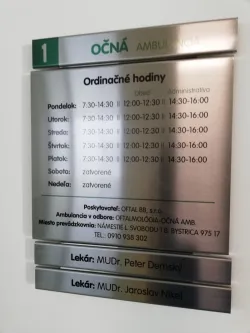 1 OČNÁ AMBULANCIA
Ordinačné hodiny
Obed Administratíva
Pondelok: 7:30-14:30 || 12:00-12:30 || 14:30-16:00
Utorok: 7:30-14:30 || 12:00-12:30 || 14:30-16:00
Streda: 7:30-14:30 || 12:00-12:30 || 14:30-16:00
Štvrtok: 7:30-14:30 || 12:00-12:30 || 14:30-16:00
Piatok: 7:30-14:30 || 12:00-12:30 || 14:30-16:00
Sobota: zatvorené
Nedeľa: zatvorené
Poskytovateľ: OFTAL BB, s.r.o.
Ambulancia v odbore: OFTALMOLÓGIA-OČNÁ AMB.
Miesto prevádzkovania: NÁMESTIE L. SVOBODU 1 B. BYSTRICA 975 17
TEL.: 0910 938 302
Lekár: MUDr. Peter
Lekár: MUDr. Jaroslav